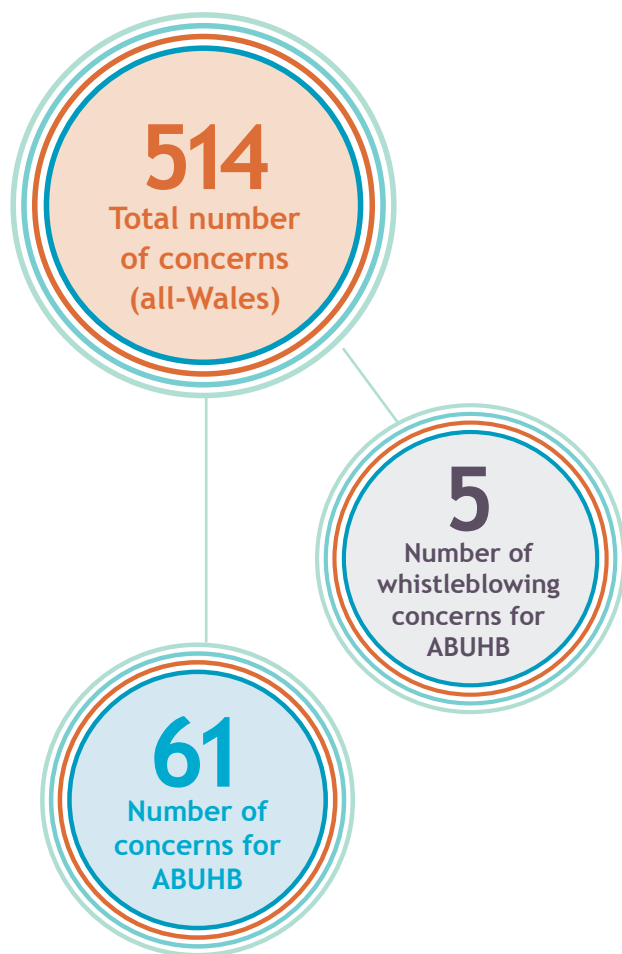 514
Total number
of concerns
(all-Wales)
5
Number of
whistleblowing
concerns for
ABUHB
61
Number of
concerns for
ABUHB